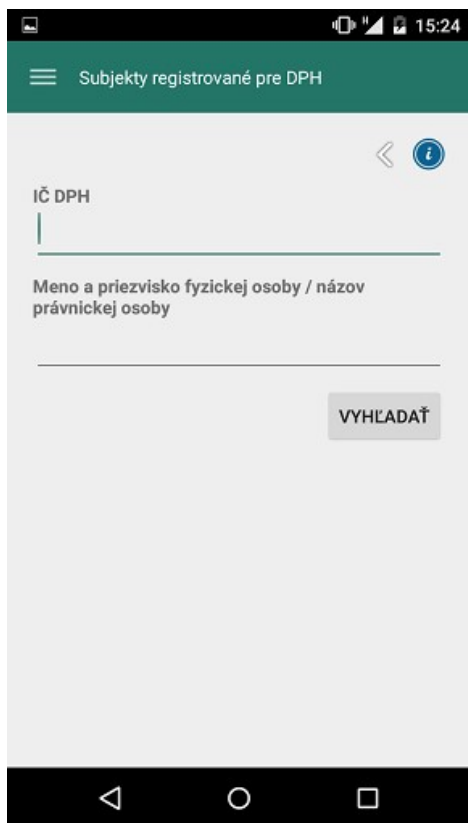 15:24
Subjekty registrované pre DPH
i
IČ DPH
Meno a priezvisko fyzickej osoby / názov
právnickej osoby
VYHĽADAŤ